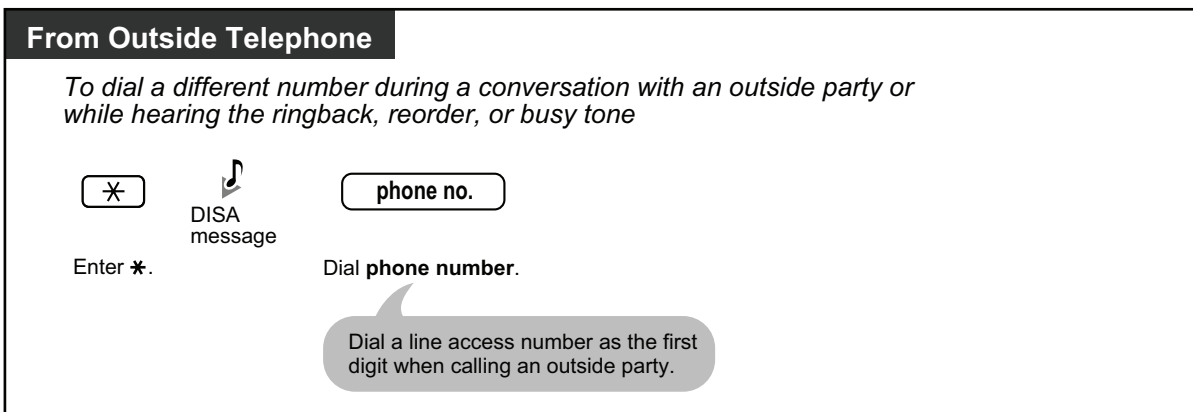 From Outside Telephone
To dial a different number during a conversation with an outside party or
while hearing the ringback, reorder, or busy tone
*
phone no.
DISA
message
Enter *.
Dial phone number.
Dial a line access number as the first
digit when calling an outside party.